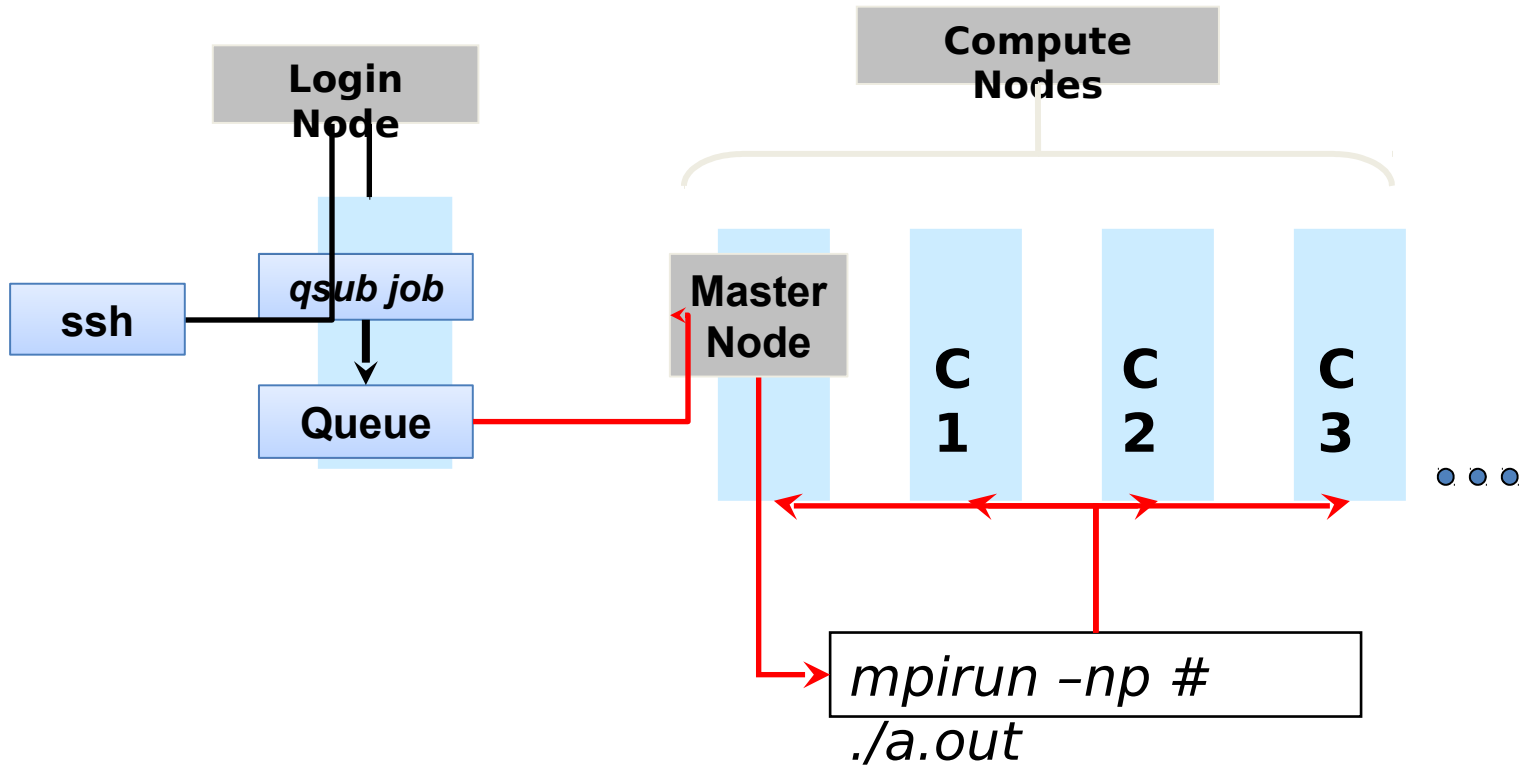 Compute
Nodes
Login
Node
qsub job
ssh
Master
Node
Queue
C
1
C
2
C
3
mpirun –np #
./a.out